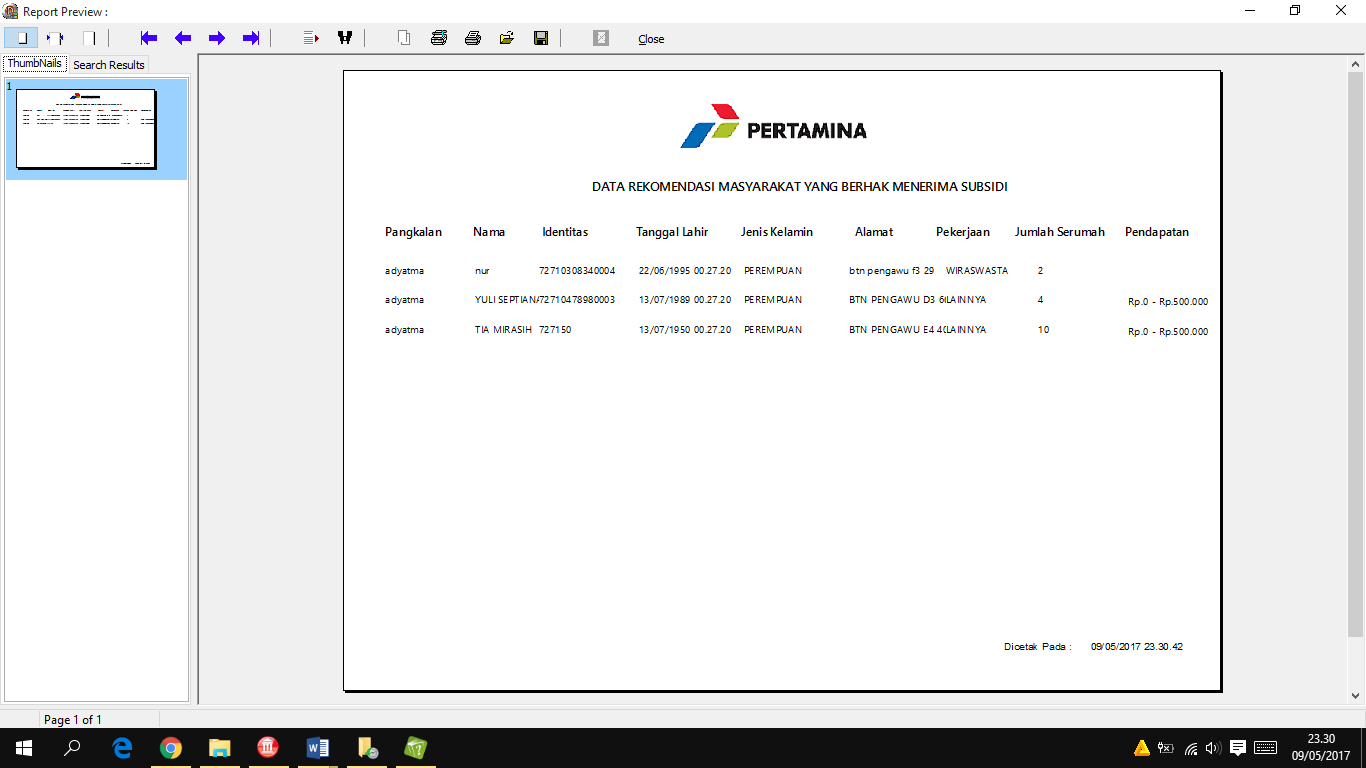 Report Preview :
Close
ThumbNails Search Results
1
PERTAMINA
DATA REKOMENDASI MASYARAKAT YANG BERHAK MENERIMA SUBSIDI
Pangkalan Nama Identitas Tanggal Lahir Jenis Kelamin Alamat Pekerjaan Jumlah Serumah Pendapatan
adyatma nur 72710308340004 22/06/1995 00.27.20 PEREMPUAN btn pengawu f3 29 WIRASWASTA 2
adyatma YULI SEPTIANA 72710478980003 13/07/1989 00.27.20 PEREMPUAN BTN PENGAWU D3 LAINNYA 4 Rp.0 - Rp.500.000
adyatma TIA MIRASIH 727150 13/07/1950 00.27.20 PEREMPUAN BTN PENGAWU E4 LAINNYA 10 Rp.0 - Rp.500.000
Dicetak Pada : 09/05/2017 23.30.42
Page 1 of 1
23.30
09/05/2017